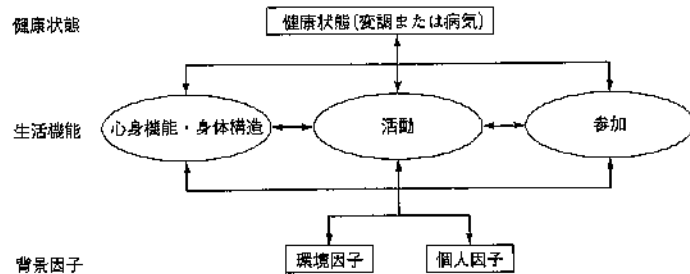 健康状態
健康状態(変調または病気)
生活機能
心身機能・身体構造
活動
参加
背景因子
環境因子
個人因子